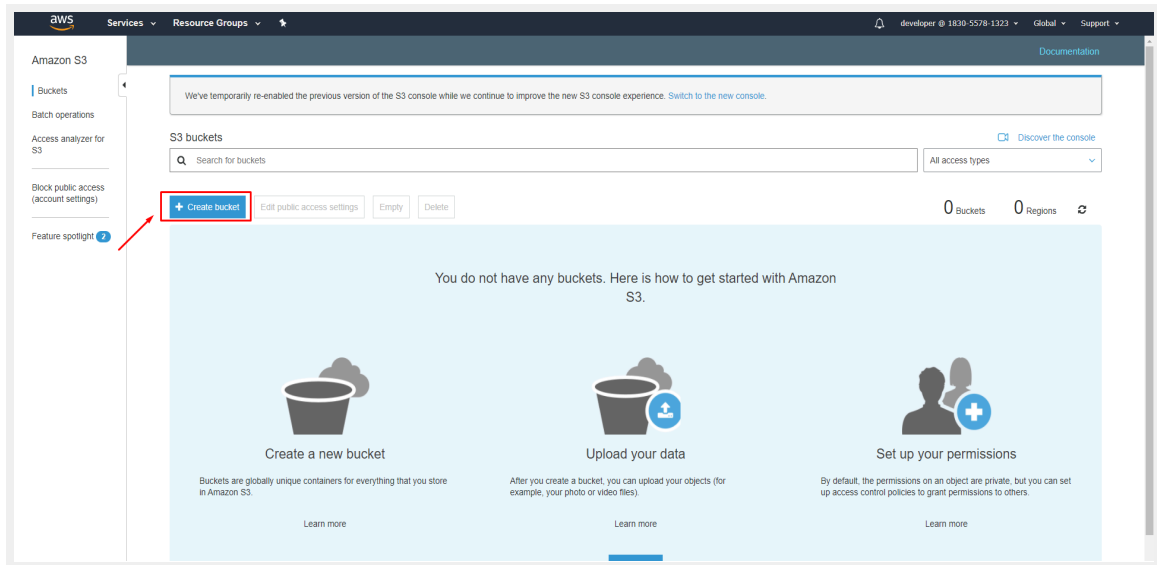 aws Services Resource Groups developer @ 1830-5578-1323 Global Support
Documentation
Amazon S3
Buckets
Batch operations
Access analyzer for
S3
Block public access
(account settings)
Feature spotlight 2
We've temporarily re-enabled the previous version of the S3 console while we continue to improve the new S3 console experience. Switch to the new console.
S3 buckets Discover the console
Search for buckets All access types
+ Create bucket Edit public access settings Empty Delete 0 Buckets 0 Regions
You do not have any buckets. Here is how to get started with Amazon
S3.
Create a new bucket
Buckets are globally unique containers for everything that you store
in Amazon S3.
Learn more
Upload your data
After you create a bucket, you can upload your objects (for
example, your photo or video files).
Learn more
Set up your permissions
By default, the permissions on an object are private, but you can set
up access control policies to grant permissions to others.
Learn more